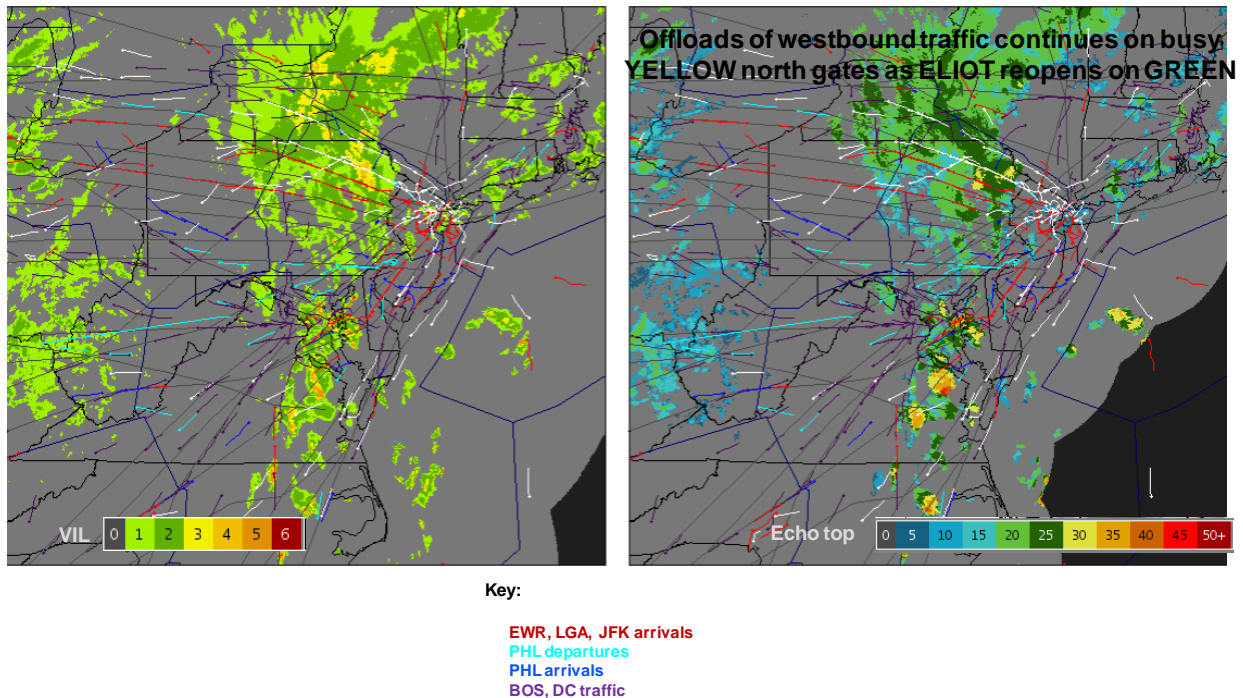 Offloads of westbound traffic continues on busy
YELLOW north gates as ELIOT reopens on GREEN
VIL 0 1 2 3 4 5 6
Echo top 0 5 10 15 20 25 30 35 40 45 50+
Key:
EWR, LGA, JFK arrivals
PHL departures
PHL arrivals
BOS, DC traffic